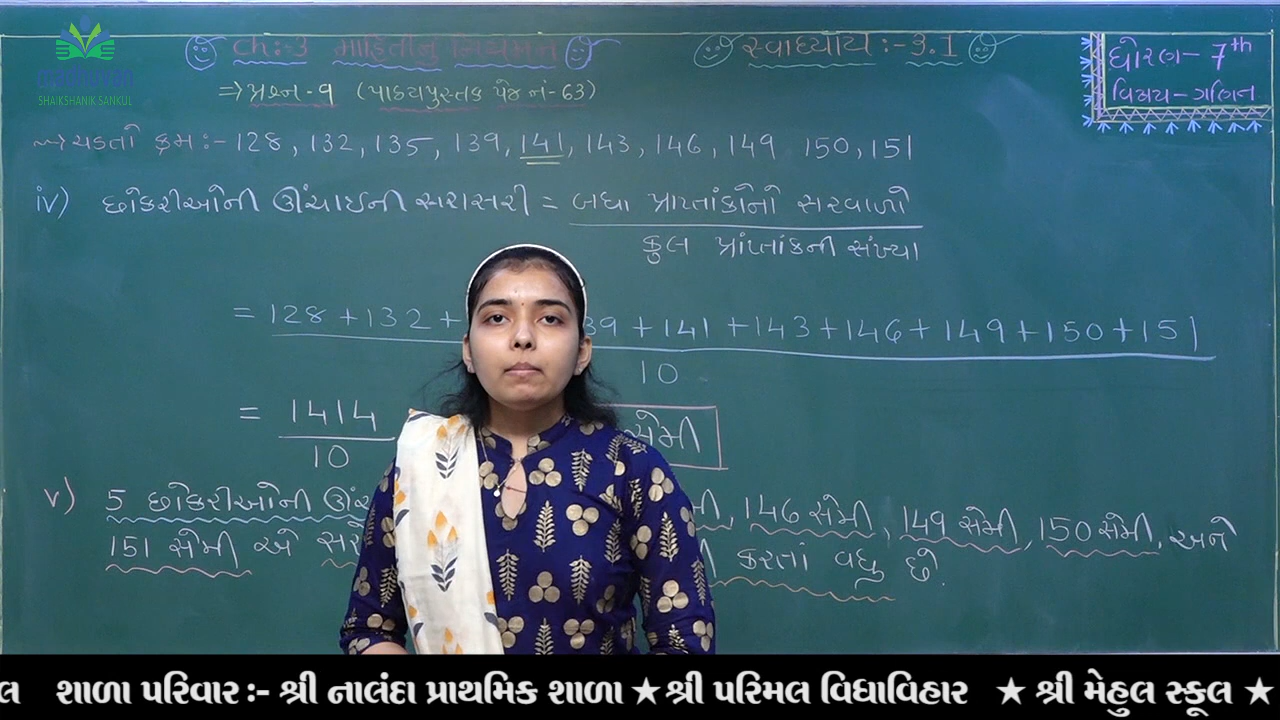 SHAIKSHANIK SANKUL
Ch:-3 માહિતીનું નિયમન
સ્વાધ્યાય :- 3.1
ધોરણ - 7th
વિષય - ગણિત
⇒ પ્રશ્ન-૧ (પાઠ્યપુસ્તક પેજ નં-63)
ચઢતો ક્રમ :- 128, 132, 135, 139, 141, 143, 146, 149 150, 151
iv) છોકરીઓની ઊંચાઇની સરાસરી = બધા પ્રાપ્તાંકોનો સરવાળો
કુલ પ્રાંપ્તાંકની સંખ્યા
= 128 + 132 + 39 + 141 + 143 + 146 + 149 + 150 + 151
10
= 1414
10
સેમી
v) 5 છોકરીઓની 146 સેમી, 149 સેમી, 150 સેમી, અને
151 સેમી એ કરતાં વધુ છે.
લ શાળા પરિવાર :- શ્રી નાલંદા પ્રાથમિક શાળા ★ શ્રી પરિમલ વિધાવિહાર ★ શ્રી મેહુલ સ્કૂલ ★